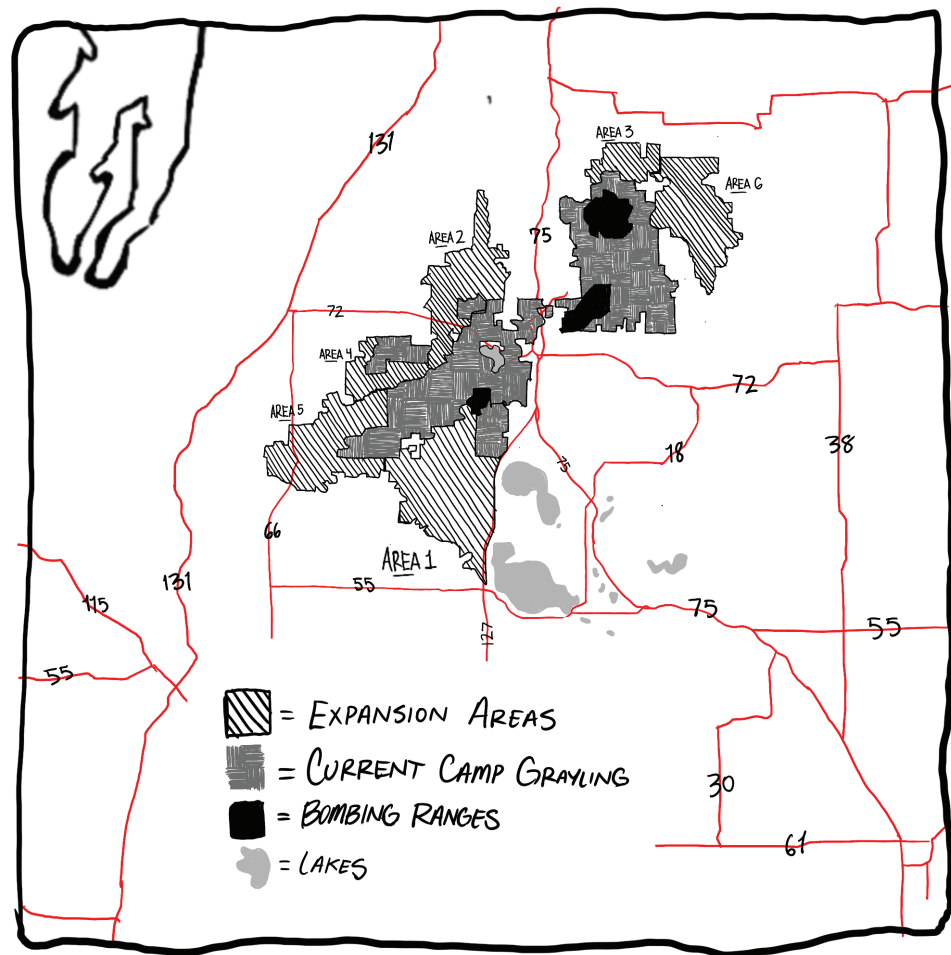 AREA 3
131
AREA 6
AREA 2
75
72
AREA 4
72
AREA 5
38
18
75
66
AREA 1
131
55
115
75
127
55
55
= EXPANSION AREAS
= CURRENT CAMP GRAYLING
30
= BOMBING RANGES
61
= LAKES